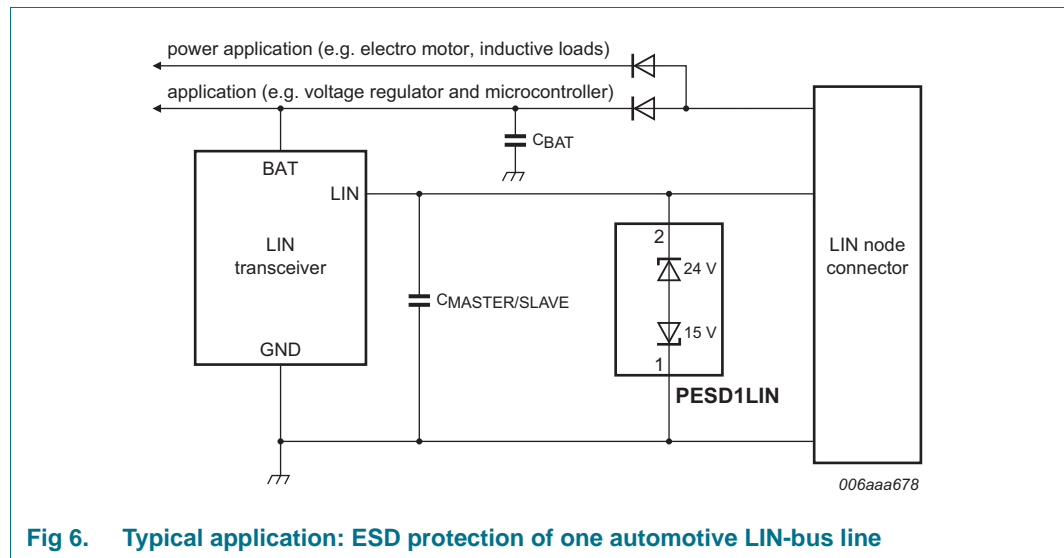 power application (e.g. electro motor, inductive loads)
application (e.g. voltage regulator and microcontroller)
CBAT
BAT
LIN
LIN
transceiver
GND
CMASTER/SLAVE
2
24 V
15 V
1
PESD1LIN
LIN node
connector
006aaa678
Fig 6. Typical application: ESD protection of one automotive LIN-bus line